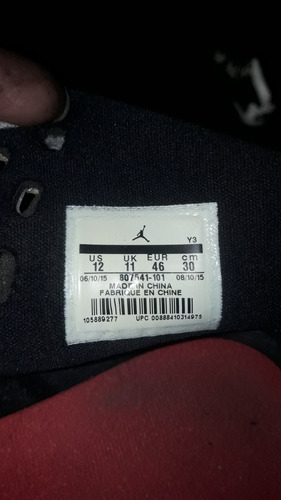 Y3
US UK EUR cm
12 11 46 30
06/10/15 807541-101 08/10/15
MADE IN CHINA
FABRIQUE EN CHINE
105889277 UPC 00888410314975